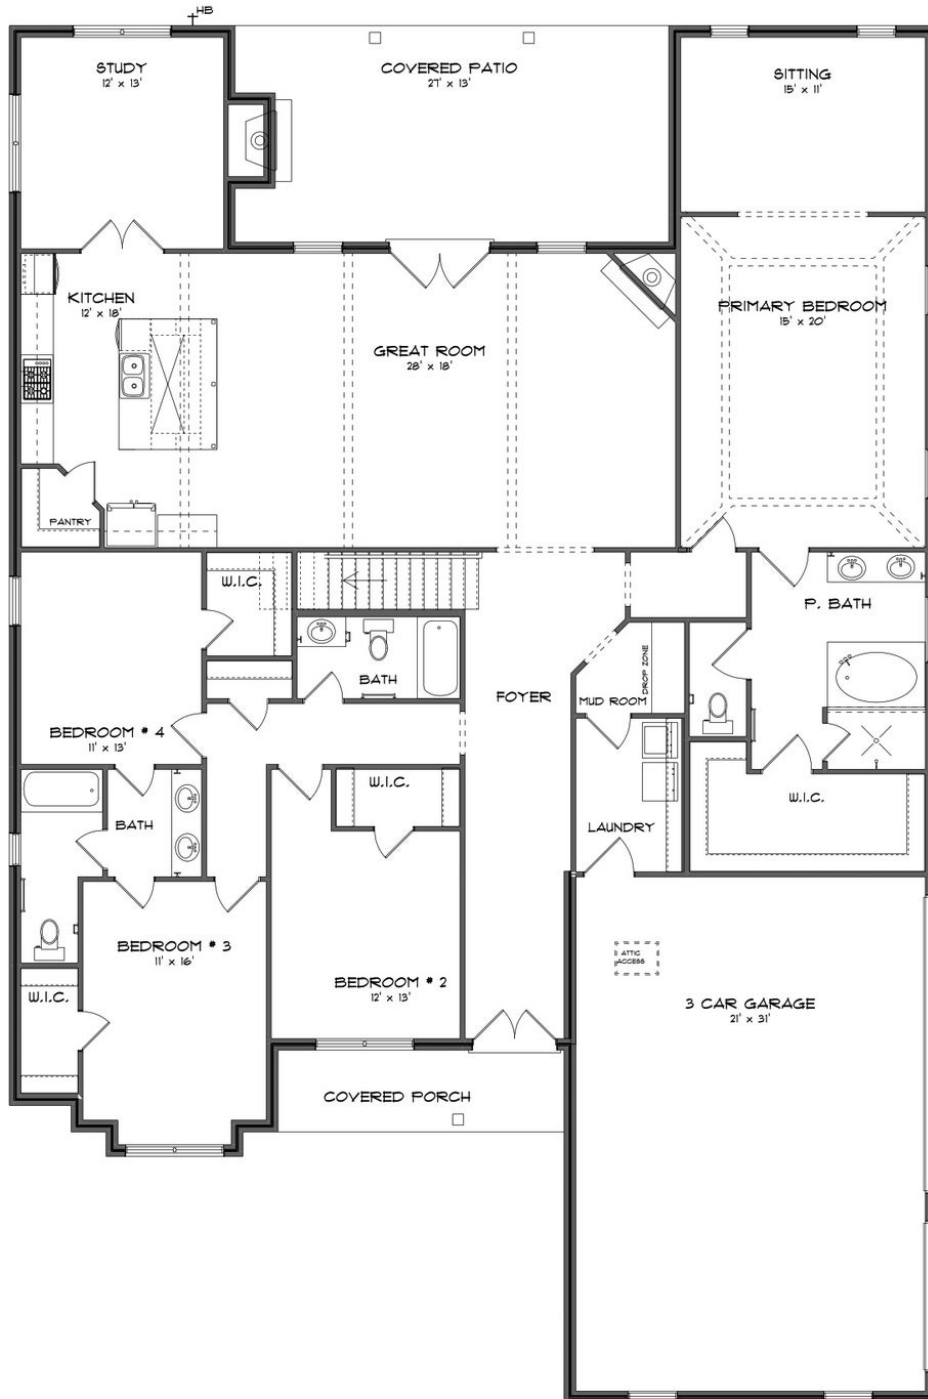 HB
STUDY
12' x 13'
COVERED PATIO
27' x 13'
SITTING
15' x 11'
KITCHEN
12' x 18'
GREAT ROOM
28' x 18'
PRIMARY BEDROOM
15' x 20'
PANTRY
W.I.C.
P. BATH
BATH
FOYER
DROP ZONE
MUD ROOM
BEDROOM # 4
11' x 13'
W.I.C.
W.I.C.
BATH
LAUNDRY
BEDROOM # 3
11' x 16'
ATTIC
ACCESS
BEDROOM # 2
12' x 13'
W.I.C.
3 CAR GARAGE
21' x 31'
COVERED PORCH